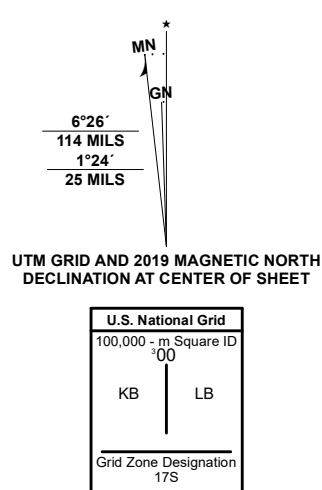 ★
MN
GN
6°26´
114 MILS
1°24´
25 MILS
UTM GRID AND 2019 MAGNETIC NORTH
DECLINATION AT CENTER OF SHEET
U.S. National Grid
100,000 - m Square ID
³00
KB LB
Grid Zone Designation
17S